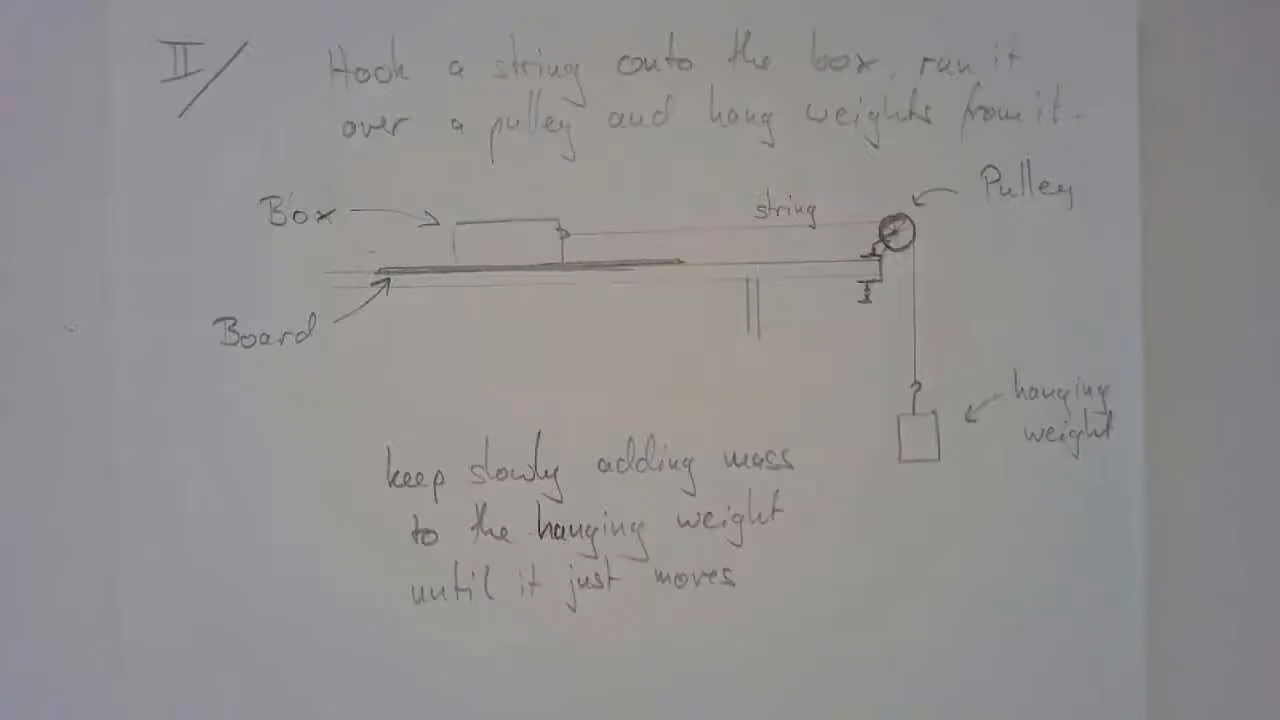 II/
Hook a string onto the box, run it
over a pulley and hang weights from it.
Pulley
Box
string
Board
hanging
weight
keep slowly adding mass
to the hanging weight
until it just moves